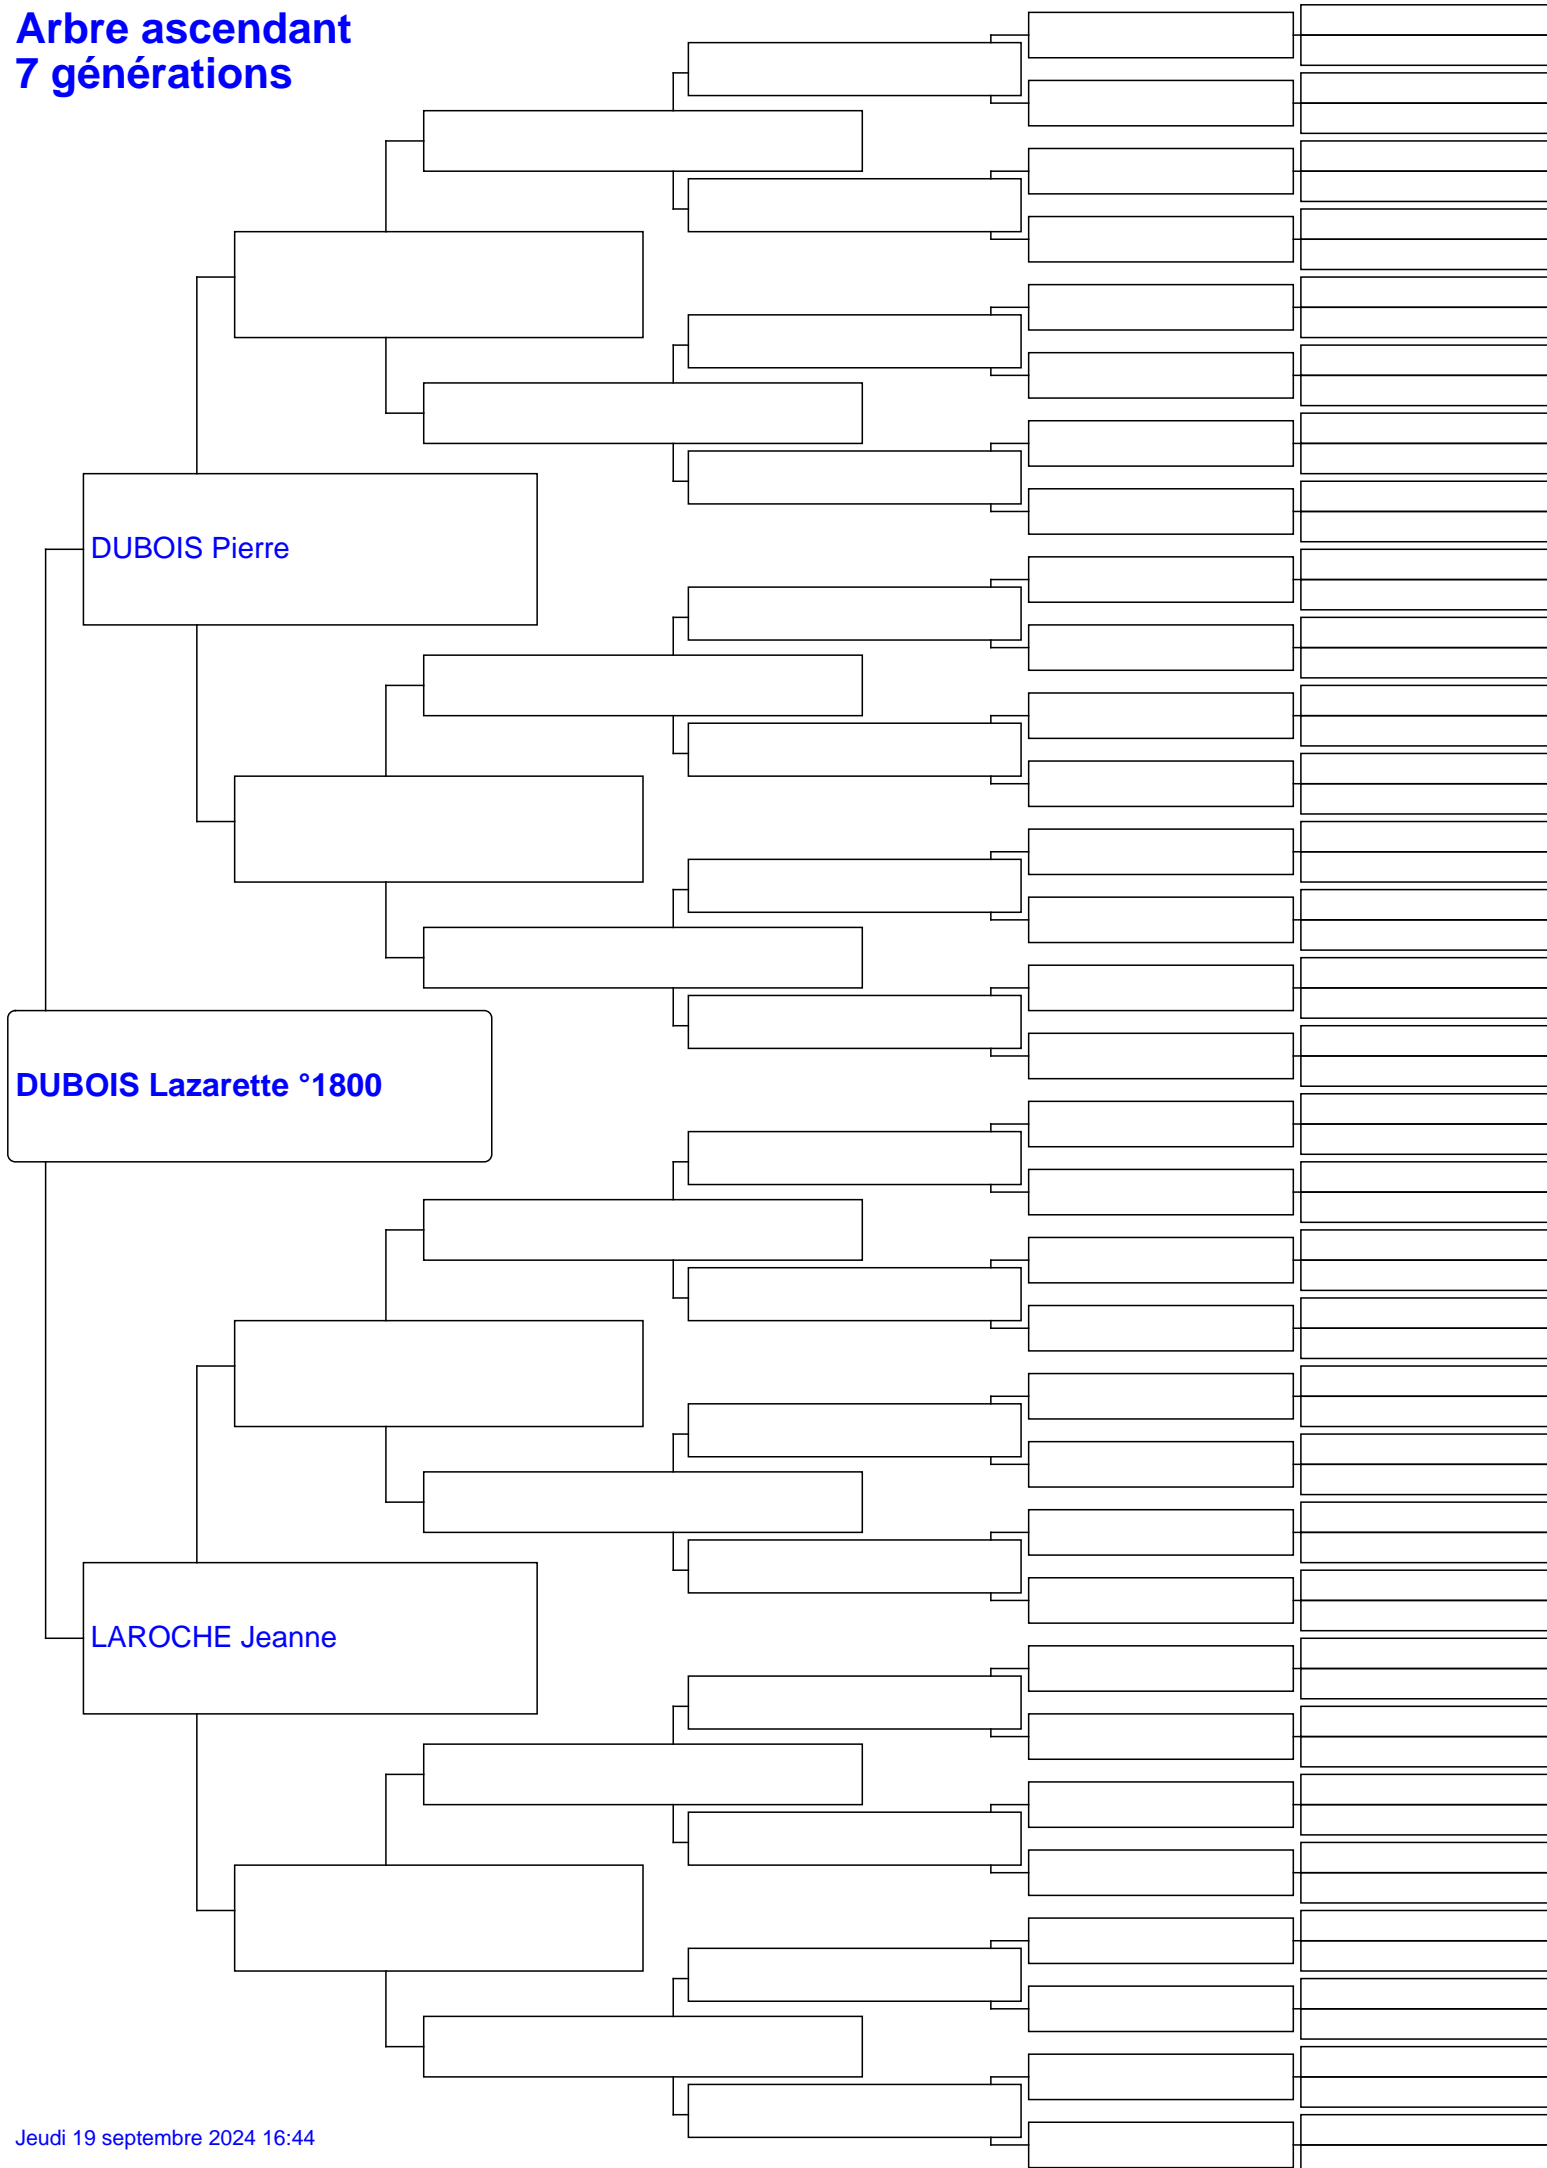 Arbre ascendant
7 générations
DUBOIS Pierre
DUBOIS Lazarette °1800
LAROCHE Jeanne
Jeudi 19 septembre 2024 16:44